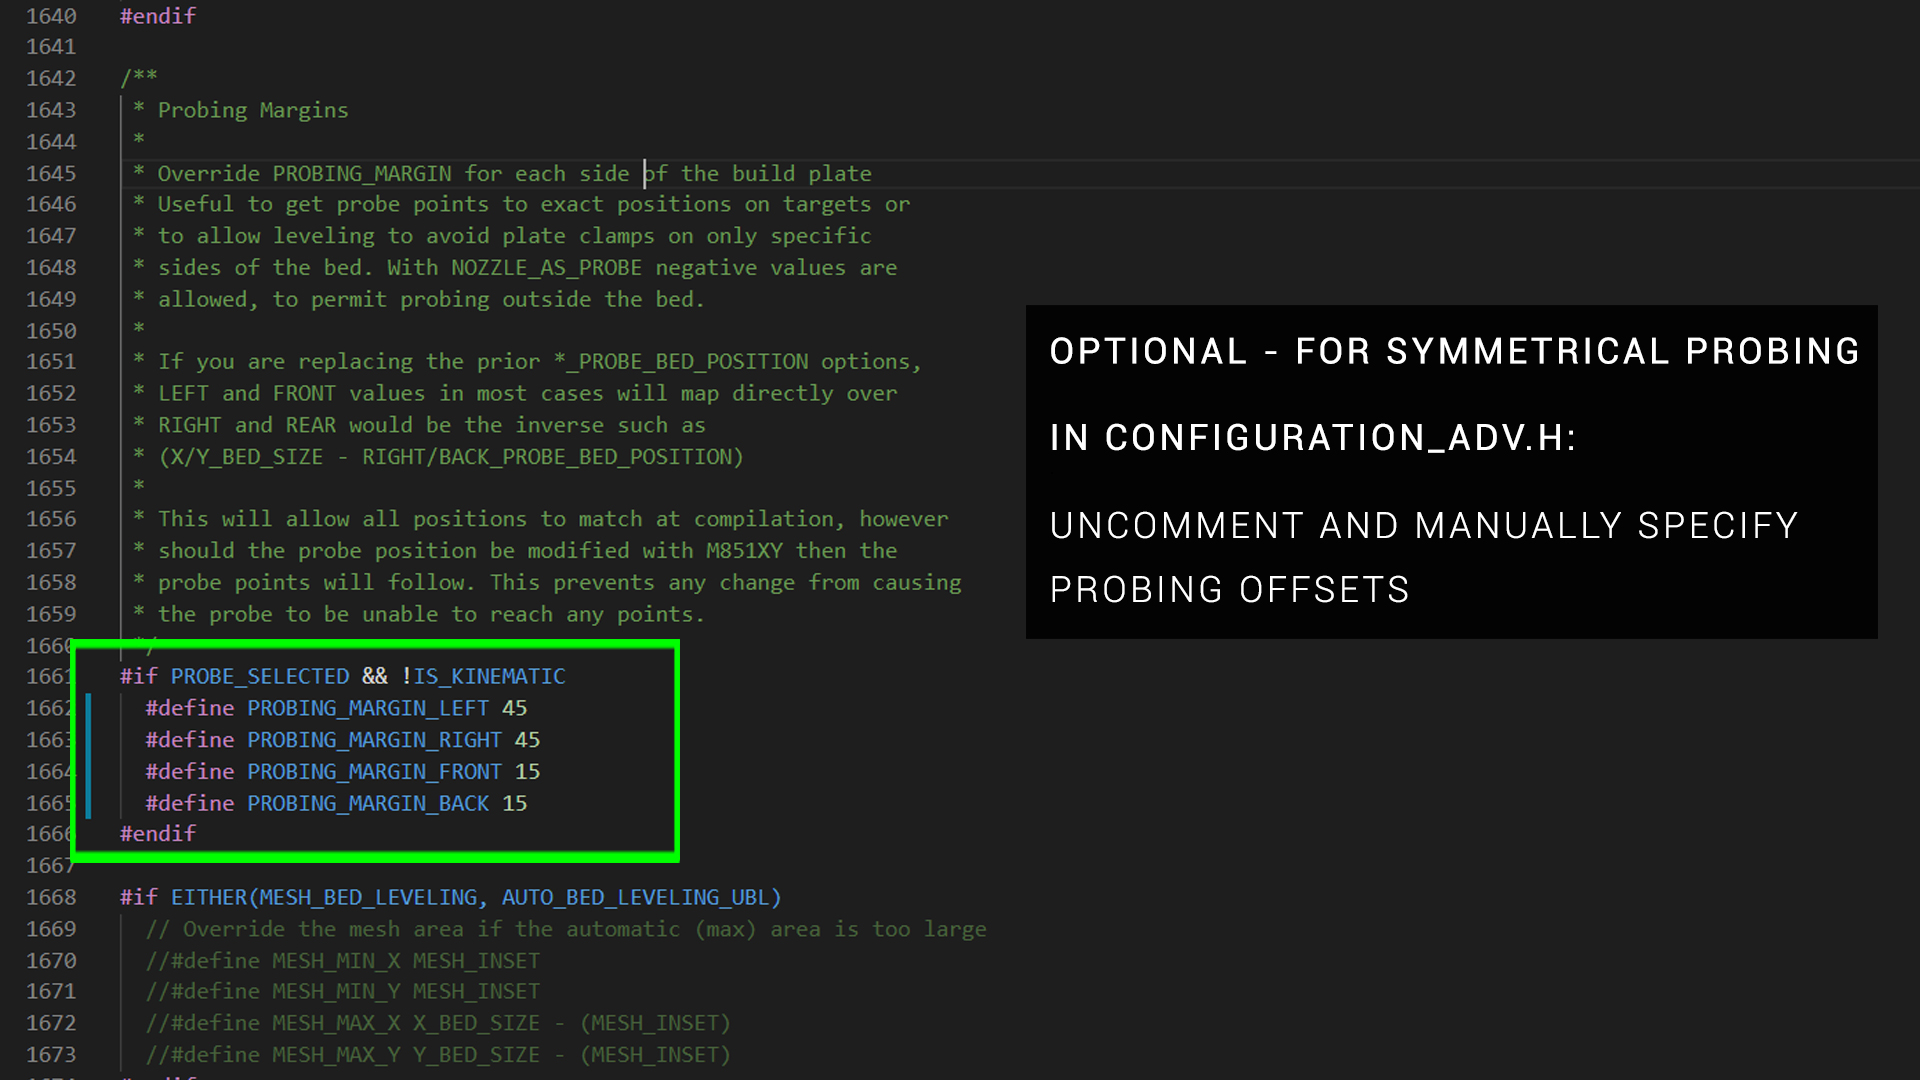 1640 #endif
1641
1642 /**
1643 * Probing Margins
1644 *
1645 * Override PROBING_MARGIN for each side of the build plate
1646 * Useful to get probe points to exact positions on targets or
1647 * to allow leveling to avoid plate clamps on only specific
1648 * sides of the bed. With NOZZLE_AS_PROBE negative values are
1649 * allowed, to permit probing outside the bed.
1650 *
1651 * If you are replacing the prior *_PROBE_BED_POSITION options,
1652 * LEFT and FRONT values in most cases will map directly over
1653 * RIGHT and REAR would be the inverse such as
1654 * (X/Y_BED_SIZE - RIGHT/BACK_PROBE_BED_POSITION)
1655 *
1656 * This will allow all positions to match at compilation, however
1657 * should the probe position be modified with M851XY then the
1658 * probe points will follow. This prevents any change from causing
1659 * the probe to be unable to reach any points.
1660 */
1661 #if PROBE_SELECTED && !IS_KINEMATIC
1662 #define PROBING_MARGIN_LEFT 45
1663 #define PROBING_MARGIN_RIGHT 45
1664 #define PROBING_MARGIN_FRONT 15
1665 #define PROBING_MARGIN_BACK 15
1666 #endif
1667
1668 #if EITHER(MESH_BED_LEVELING, AUTO_BED_LEVELING_UBL)
1669 // Override the mesh area if the automatic (max) area is too large
1670 //#define MESH_MIN_X MESH_INSET
1671 //#define MESH_MIN_Y MESH_INSET
1672 //#define MESH_MAX_X X_BED_SIZE - (MESH_INSET)
1673 //#define MESH_MAX_Y Y_BED_SIZE - (MESH_INSET)
OPTIONAL - FOR SYMMETRICAL PROBING
IN CONFIGURATION_ADV.H:
UNCOMMENT AND MANUALLY SPECIFY
PROBING OFFSETS